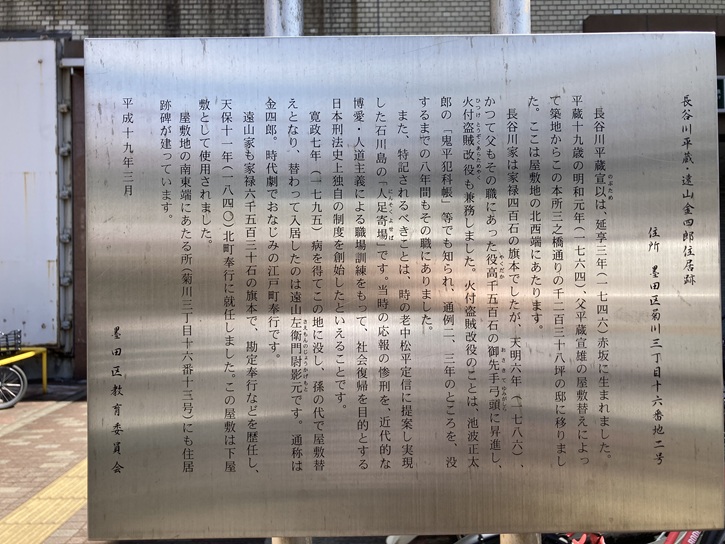 長谷川平蔵・遠山金四郎住居跡
住所 墨田区菊川三丁目十六番地二号
長谷川平蔵宣以は、延享三年(一七四六)赤坂に生まれました。
平蔵十九歳の明和元年(一七六四)、父平蔵宣雄の屋敷替えによっ
て築地からこの本所三之橋通りの千二百三十八坪の邸に移りまし
た。ここは屋敷地の北西端にあたります。
長谷川家は家禄四百石の旗本でしたが、天明六年(一七八六)、
かつて父もその職にあった役高千五百石の御先手弓頭に昇進し、
火付盗賊改役も兼務しました。火付盗賊改役のことは、池波正太
郎の「鬼平犯科帳」等でも知られ、通例二、三年のところを、没
するまでの八年間もその職にありました。
また、特記されるべきことは、時の老中松平定信に提案し実現
した石川島の「人足寄場」です。当時の応報の惨刑を、近代的な
博愛・人道主義による職場訓練をもって、社会復帰を目的とする
日本刑法史上独自の制度を創始したといえることです。
寛政七年(一七九五)病を得てこの地に没し、孫の代で屋敷替
えとなり、替わって入居したのは遠山左衛門尉景元です。通称は
金四郎。時代劇でおなじみの江戸町奉行です。
遠山家も家禄六千五百三十石の旗本で、勘定奉行などを歴任し、
天保十一年(一八四〇)北町奉行に就任しました。この屋敷は下屋
敷として使用されました。
屋敷地の南東端にあたる所(菊川三丁目十六番十三号)にも住居
跡碑が建っています。
平成十九年三月
墨田区教育委員会